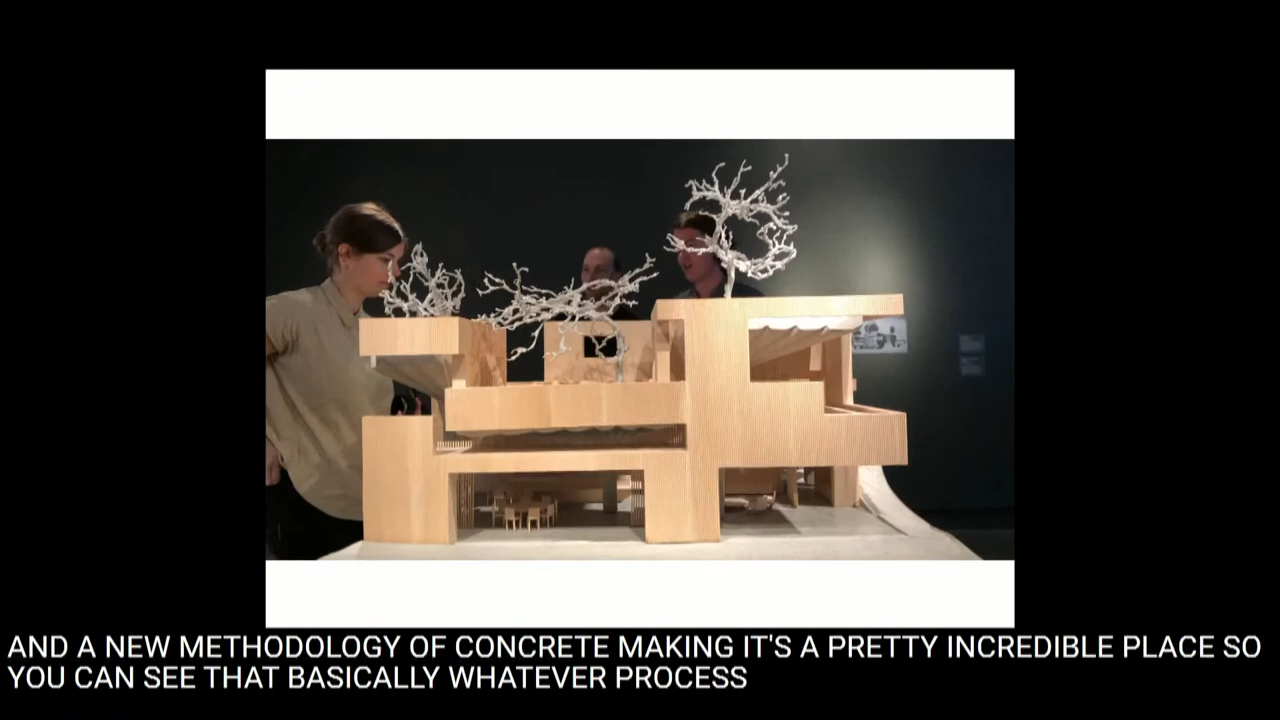 AND A NEW METHODOLOGY OF CONCRETE MAKING IT'S A PRETTY INCREDIBLE PLACE SO
YOU CAN SEE THAT BASICALLY WHATEVER PROCESS